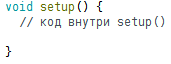 void setup() {
  // код внутри setup()
}